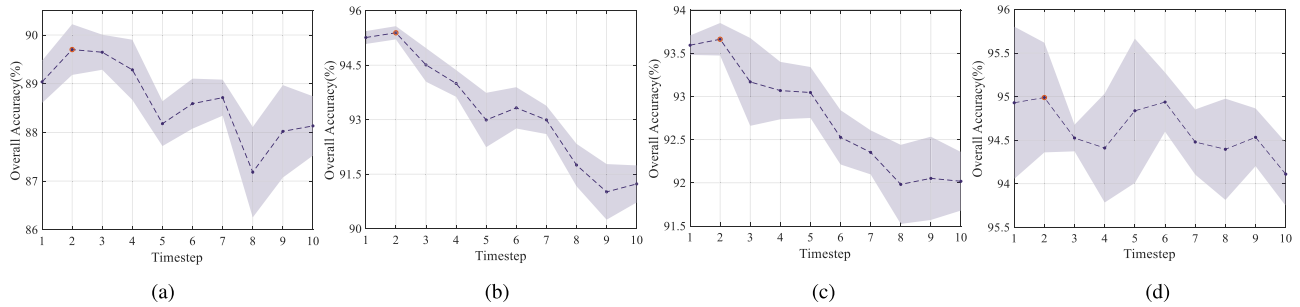 Overall Accuracy(%)
90
89
88
87
86
1 2 3 4 5 6 7 8 9 10
Timestep
(a)
Overall Accuracy(%)
96
94.5
93
91.5
90
1 2 3 4 5 6 7 8 9 10
Timestep
(b)
Overall Accuracy(%)
94
93.5
93
92.5
92
91.5
1 2 3 4 5 6 7 8 9 10
Timestep
(c)
Overall Accuracy(%)
96
95.5
95
94.5
94
95.5
1 2 3 4 5 6 7 8 9 10
Timestep
(d)